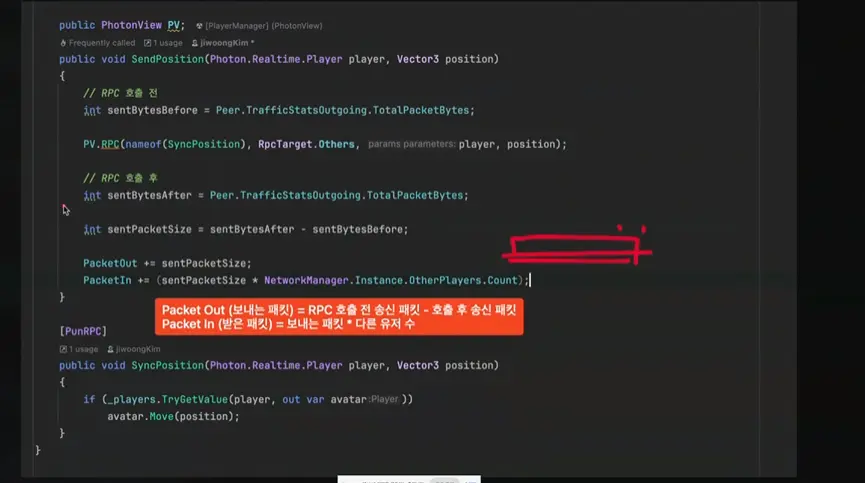 public PhotonView PV; [PlayerManager] (PhotonView)
Frequently called 1 usage jiwoongKim *
public void SendPosition(Photon.Realtime.Player player, Vector3 position)
{
// RPC 호출 전
int sentBytesBefore = Peer.TrafficStatsOutgoing.TotalPacketBytes;
PV.RPC(nameof(SyncPosition), RpcTarget.Others, params parameters: player, position);
// RPC 호출 후
int sentBytesAfter = Peer.TrafficStatsOutgoing.TotalPacketBytes;
int sentPacketSize = sentBytesAfter - sentBytesBefore;
PacketOut += sentPacketSize;
PacketIn += (sentPacketSize * NetworkManager.Instance.OtherPlayers.Count);
}
Packet Out (보내는 패킷) = RPC 호출 전 송신 패킷 - 호출 후 송신 패킷
Packet In (받은 패킷) = 보내는 패킷 * 다른 유저 수
[PunRPC]
1 usage jiwoongKim
public void SyncPosition(Photon.Realtime.Player player, Vector3 position)
{
if (_players.TryGetValue(player, out var avatar:Player ))
avatar.Move(position);
}
}